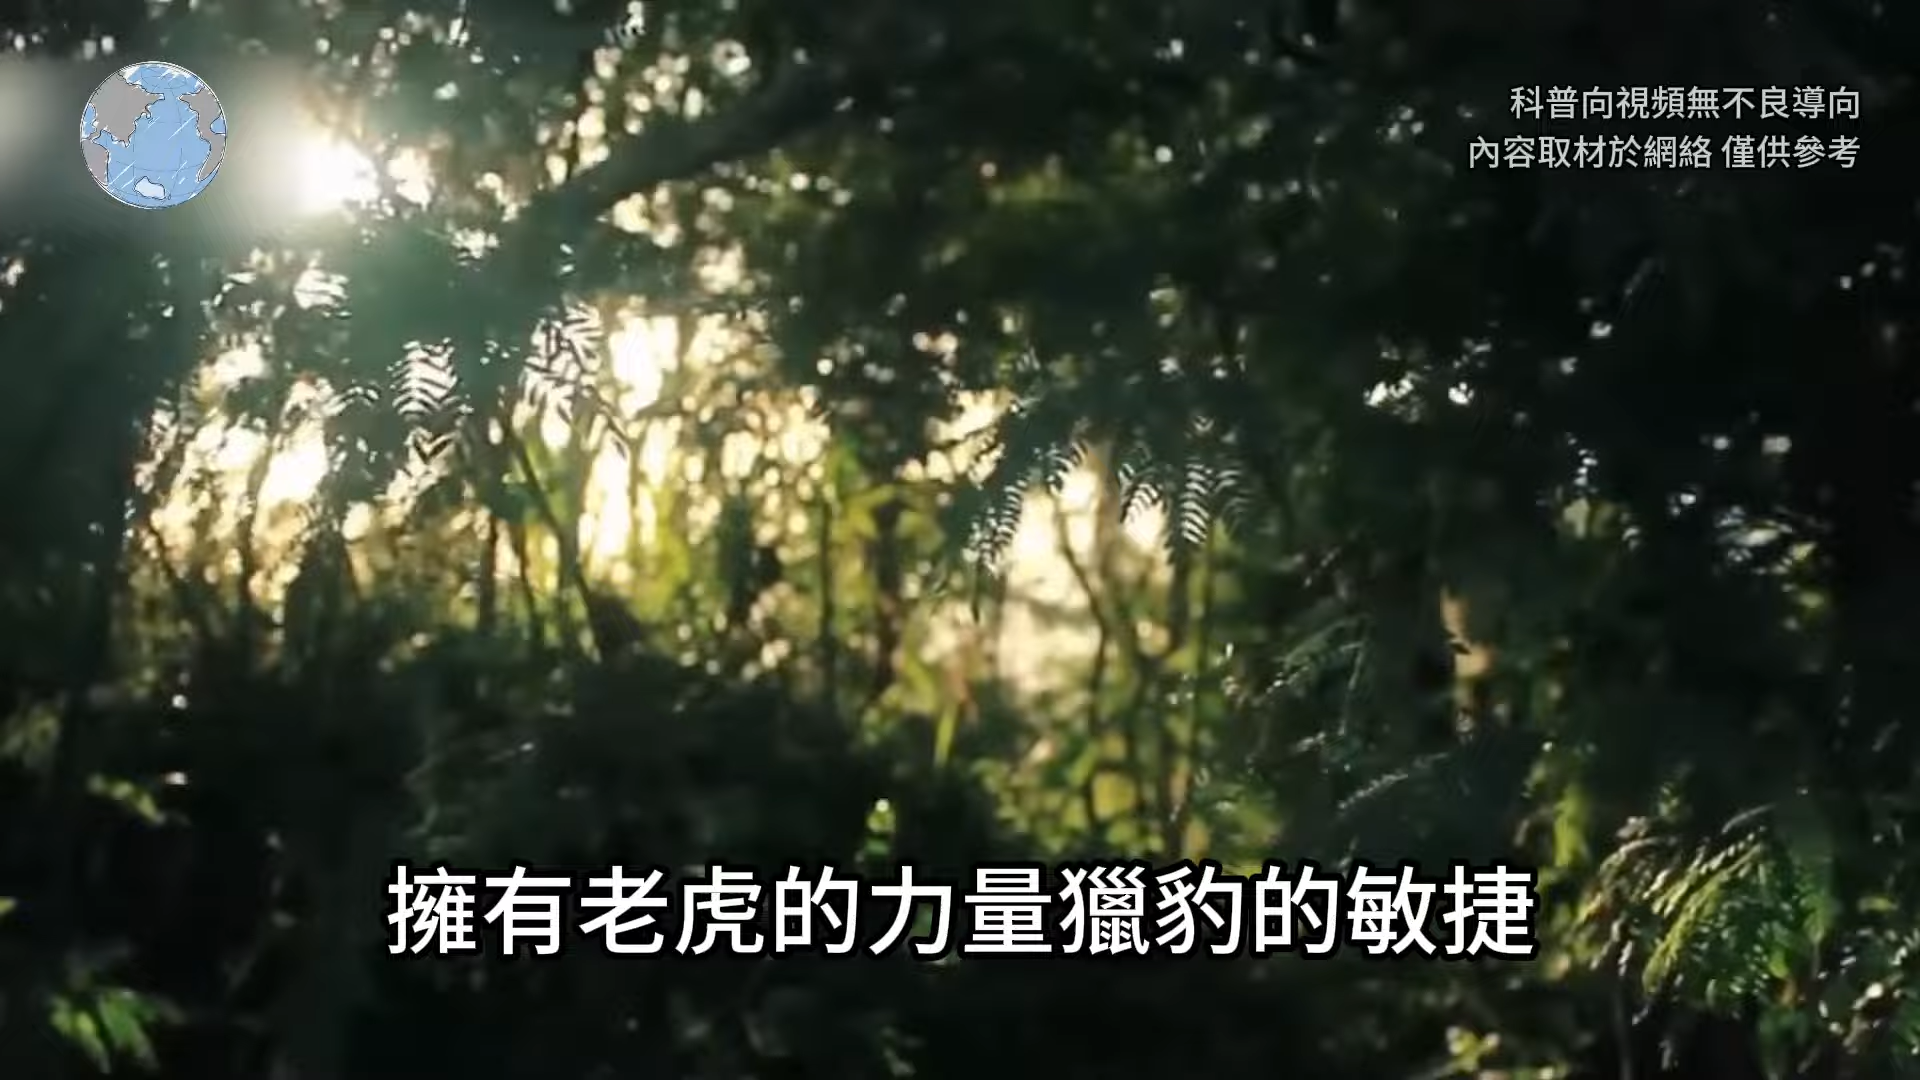 科普向視頻無不良導向
內容取材於網絡 僅供參考
擁有老虎的力量獵豹的敏捷